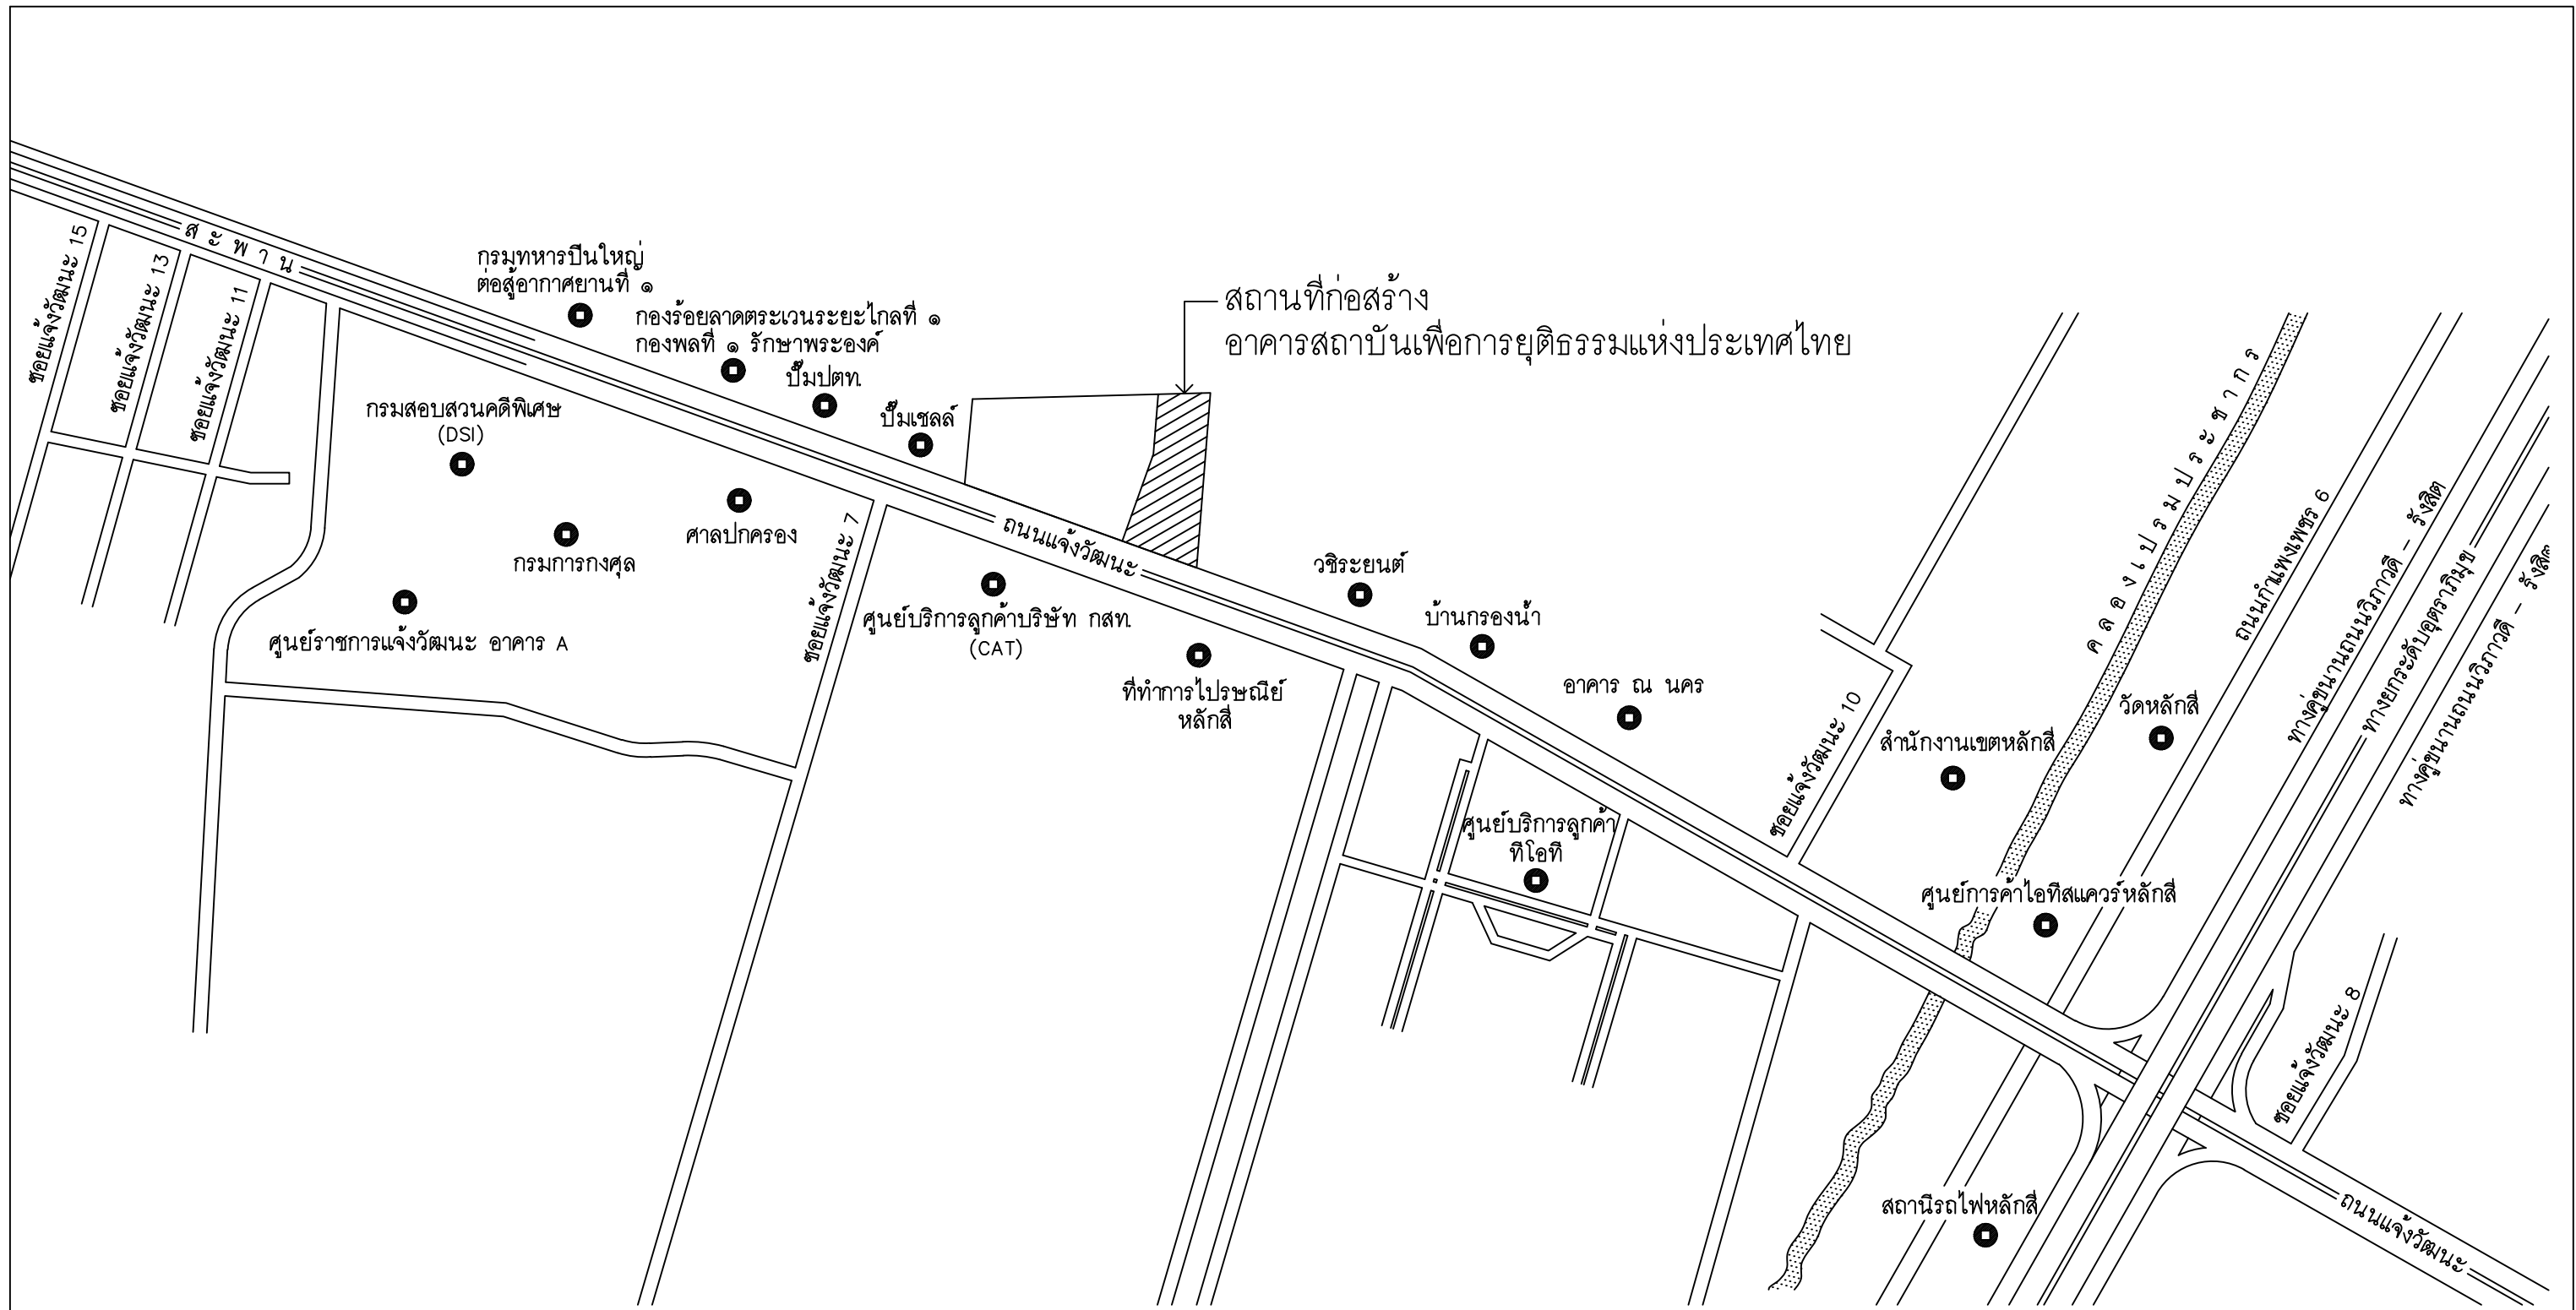 ซอยแจ้งวัฒนะ 15
ซอยแจ้งวัฒนะ 13
ซอยแจ้งวัฒนะ 11
สะพาน
กรมทหารปืนใหญ่
ต่อสู้อากาศยานที่ ๑
กองร้อยลาดตระเวนระยะไกลที่ ๑
กองพลที่ ๑ รักษาพระองค์
ปั๊มปตท.
ปั๊มเชลล์
สถานที่ก่อสร้าง
อาคารสถาบันเพื่อการยุติธรรมแห่งประเทศไทย
กรมสอบสวนคดีพิเศษ
(DSI)
ศาลปกครอง
กรมการกงศุล
ศูนย์ราชการแจ้งวัฒนะ อาคาร A
ซอยแจ้งวัฒนะ 7
ถนนแจ้งวัฒนะ
ศูนย์บริการลูกค้าบริษัท กสท.
(CAT)
ที่ทำการไปรษณีย์
หลักสี่
วชิระยนต์
บ้านกรองน้ำ
อาคาร ณ นคร
ศูนย์บริการลูกค้า
ทีโอที
ซอยแจ้งวัฒนะ 10
สำนักงานเขตหลักสี่
คลองเปรมประชากร
วัดหลักสี่
ศูนย์การค้าไอทีสแควร์หลักสี่
ถนนกำแพงเพชร 6
ทางคู่ขนานถนนวิภาวดี - รังสิต
ทางยกระดับอุตราภิมุข
ทางคู่ขนานถนนวิภาวดี - รังสิต
ซอยแจ้งวัฒนะ 8
สถานีรถไฟหลักสี่
ถนนแจ้งวัฒนะ